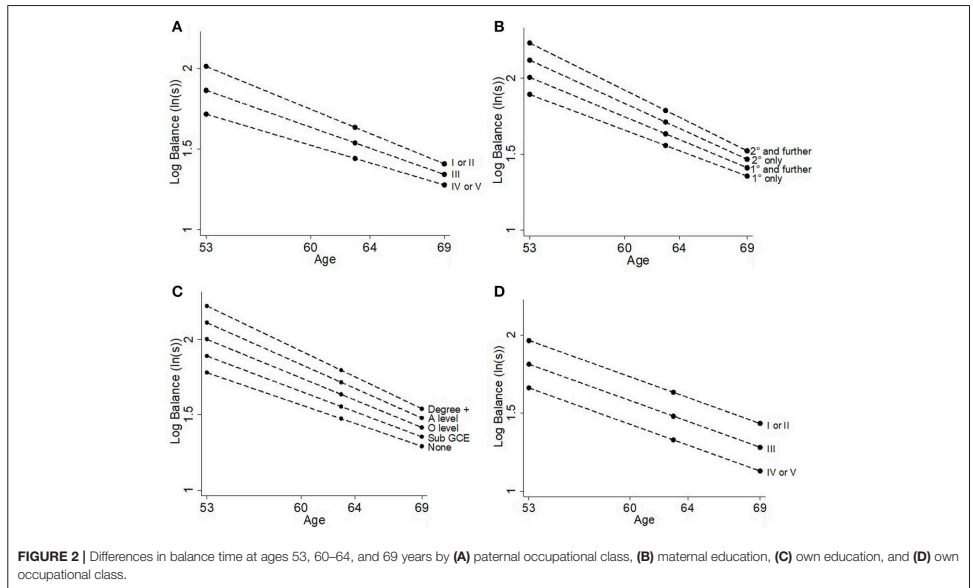 A
Log Balance (ln(s))
2
1.5
1
I or II
III
IV or V
53
60
64
69
Age
B
Log Balance (ln(s))
2
1.5
1
2° and further
2° only
1° and further
1° only
53
60
64
69
Age
C
Log Balance (ln(s))
2
1.5
1
Degree +
A level
O level
Sub GCE
None
53
60
64
69
Age
D
Log Balance (ln(s))
2
1.5
1
I or II
III
IV or V
53
60
64
69
Age
FIGURE 2 | Differences in balance time at ages 53, 60–64, and 69 years by (A) paternal occupational class, (B) maternal education, (C) own education, and (D) own
occupational class.